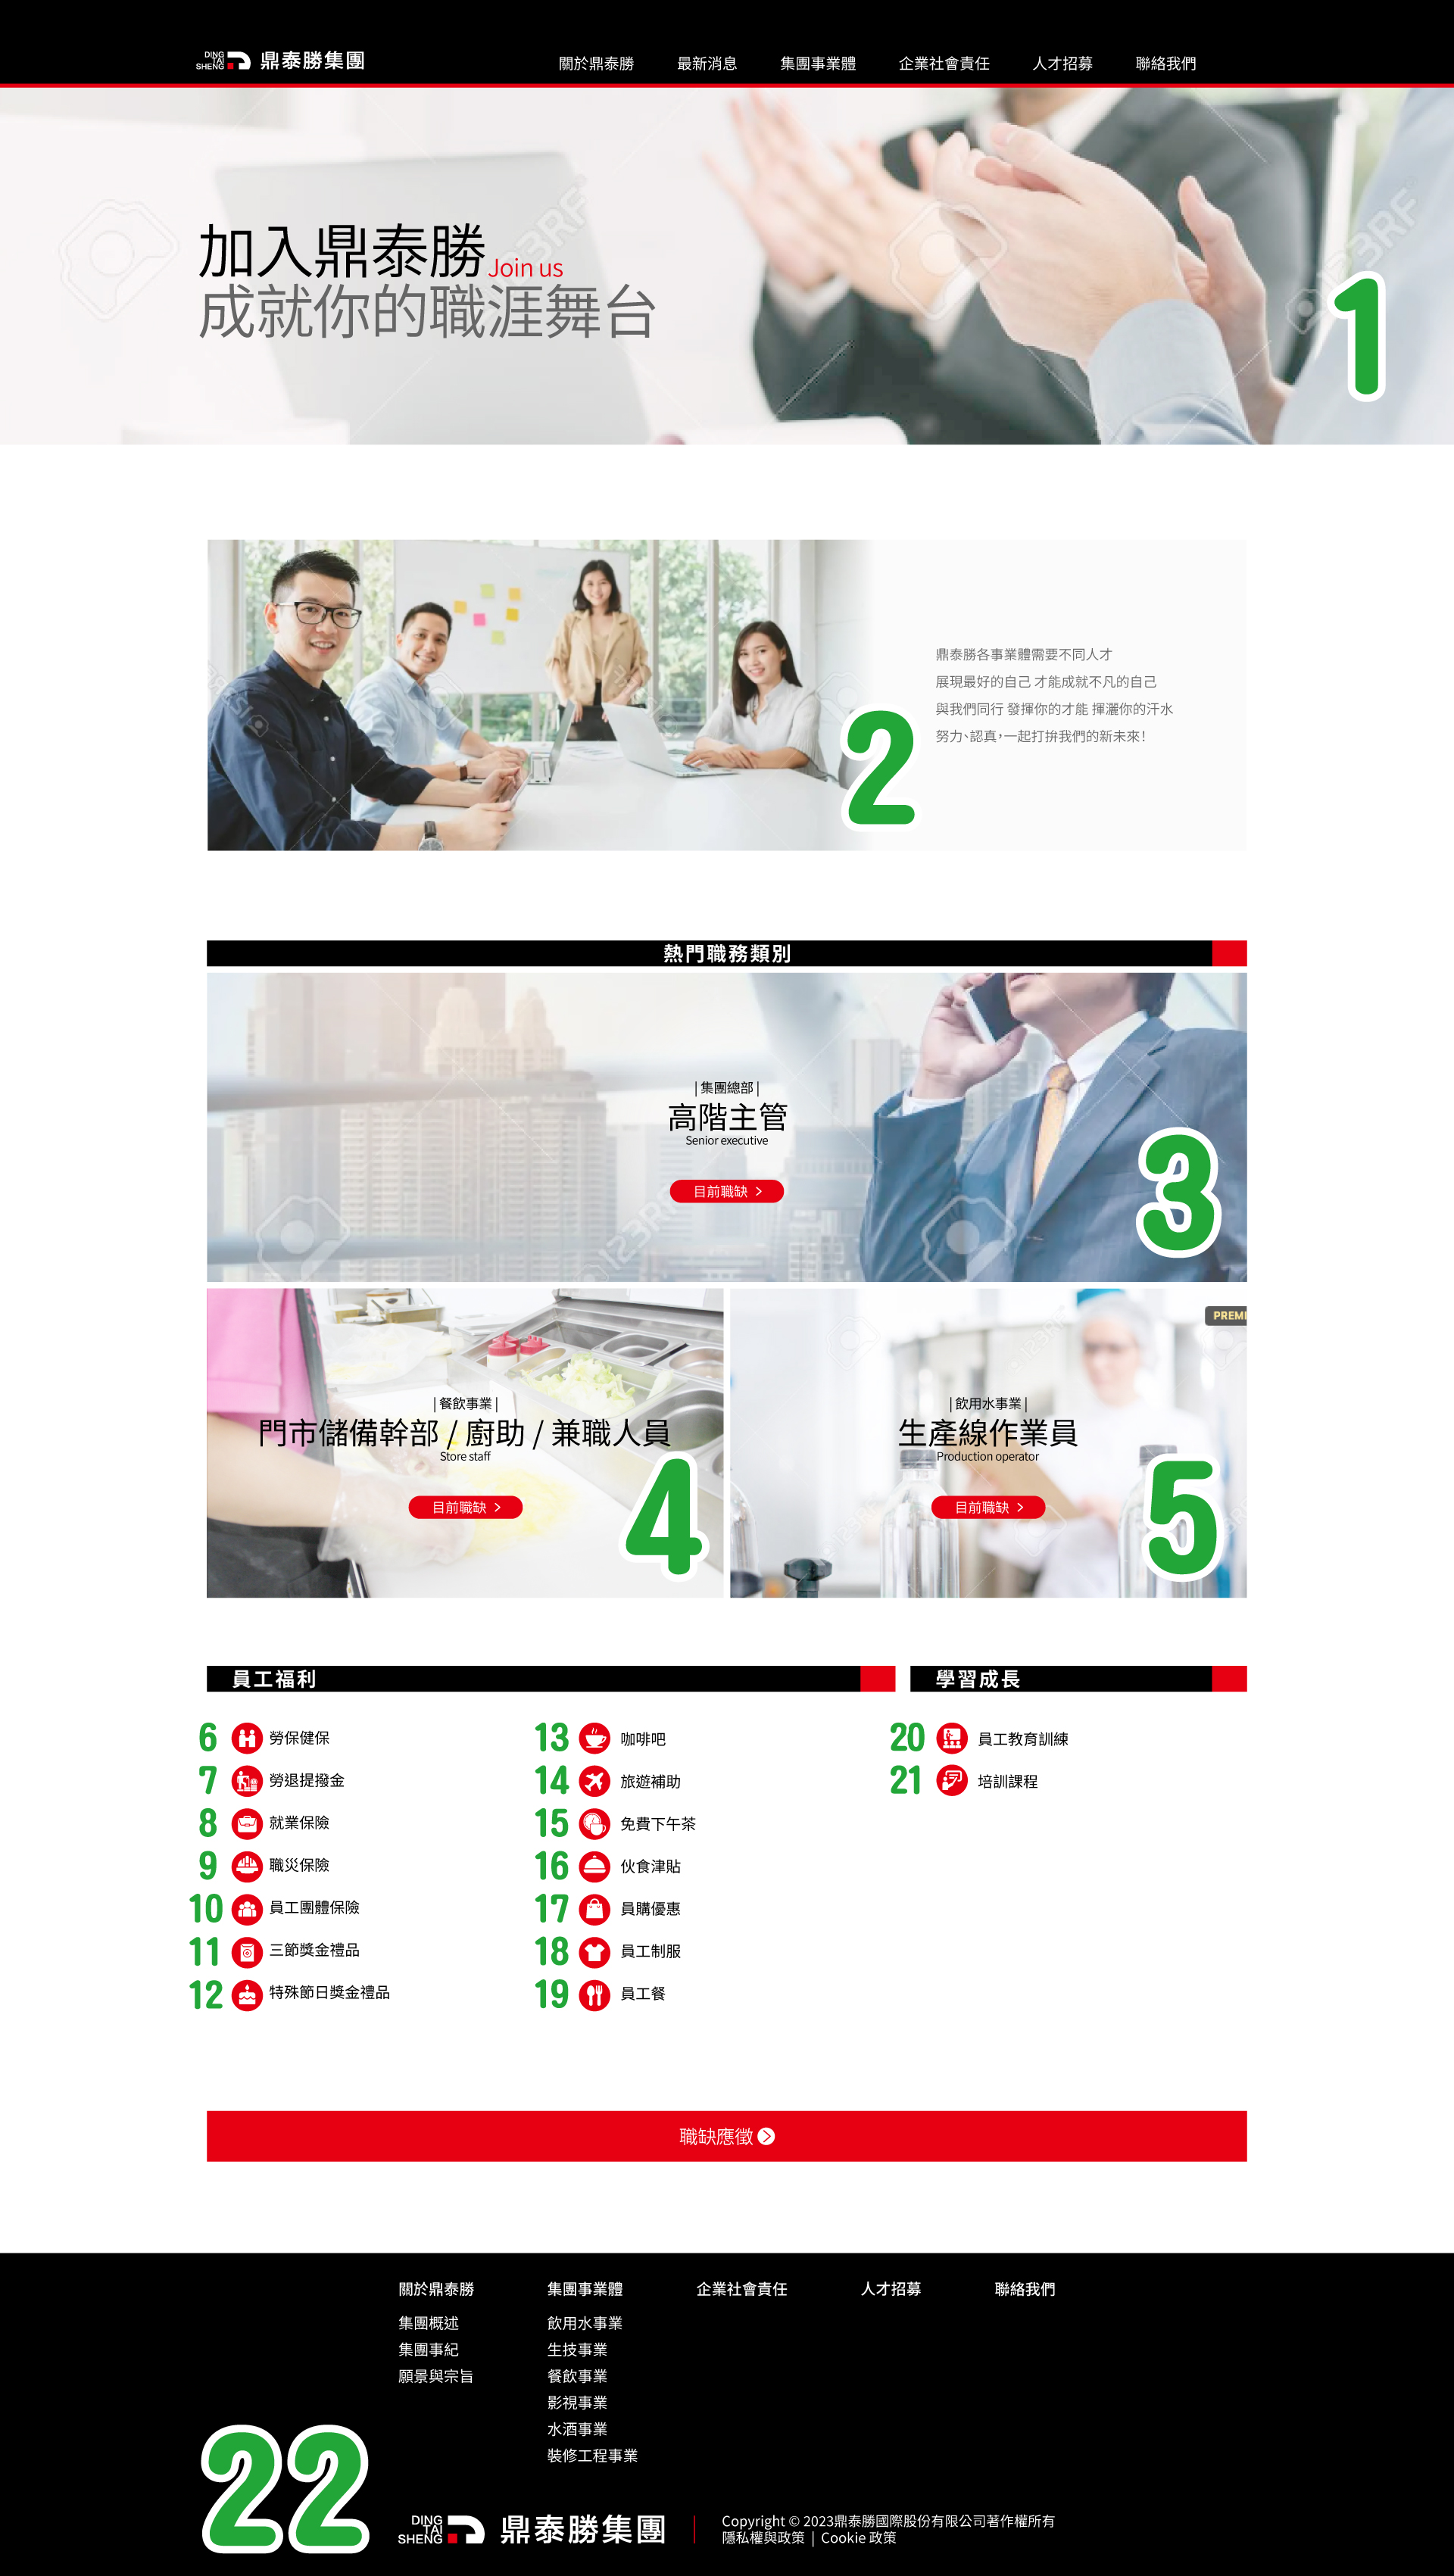 DING
TAI
SHENG
鼎泰勝集團
關於鼎泰勝 最新消息 集團事業體 企業社會責任 人才招募 聯絡我們
加入鼎泰勝 Join us
成就你的職涯舞台
123RF
123RF
1
鼎泰勝各事業體需要不同人才
展現最好的自己 才能成就不凡的自己
與我們同行 發揮你的才能 揮灑你的汗水
努力、認真，一起打拚我們的新未來！
2
熱門職務類別
| 集團總部 |
高階主管
Senior executive
目前職缺 >
123RF
3
| 餐飲事業 |
門市儲備幹部 / 廚助 / 兼職人員
Store staff
目前職缺 >
4
PREMI
| 飲用水事業 |
生產線作業員
Production operator
目前職缺 >
123RF
5
員工福利
6 勞保健保
7 勞退提撥金
8 就業保險
9 職災保險
10 員工團體保險
11 三節獎金禮品
12 特殊節日獎金禮品
13 咖啡吧
14 旅遊補助
15 免費下午茶
16 伙食津貼
17 員購優惠
18 員工制服
19 員工餐
學習成長
20 員工教育訓練
21 培訓課程
職缺應徵
關於鼎泰勝
集團概述
集團事紀
願景與宗旨
集團事業體
飲用水事業
生技事業
餐飲事業
影視事業
水酒事業
裝修工程事業
企業社會責任
人才招募
聯絡我們
22
DING
TAI
SHENG
鼎泰勝集團
Copyright © 2023鼎泰勝國際股份有限公司著作權所有
隱私權與政策 | Cookie 政策